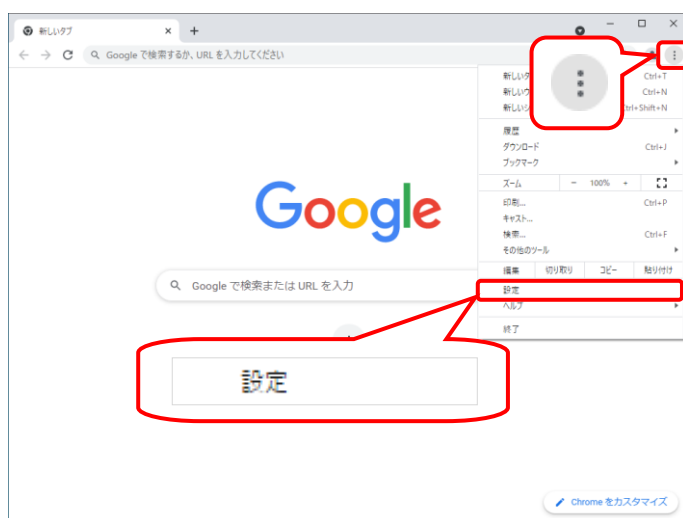 新しいタブ
Google で検索するか、URL を入力してください
新しいタ Ctrl+T
新しいウ Ctrl+N
新しいシ Ctrl+Shift+N
履歴
ダウンロード Ctrl+J
ブックマーク
ズーム − 100% +
印刷... Ctrl+P
キャスト...
検索... Ctrl+F
その他のツール
編集 切り取り コピー 貼り付け
設定
ヘルプ
終了
Google
Google で検索または URL を入力
設定
Chrome をカスタマイズ